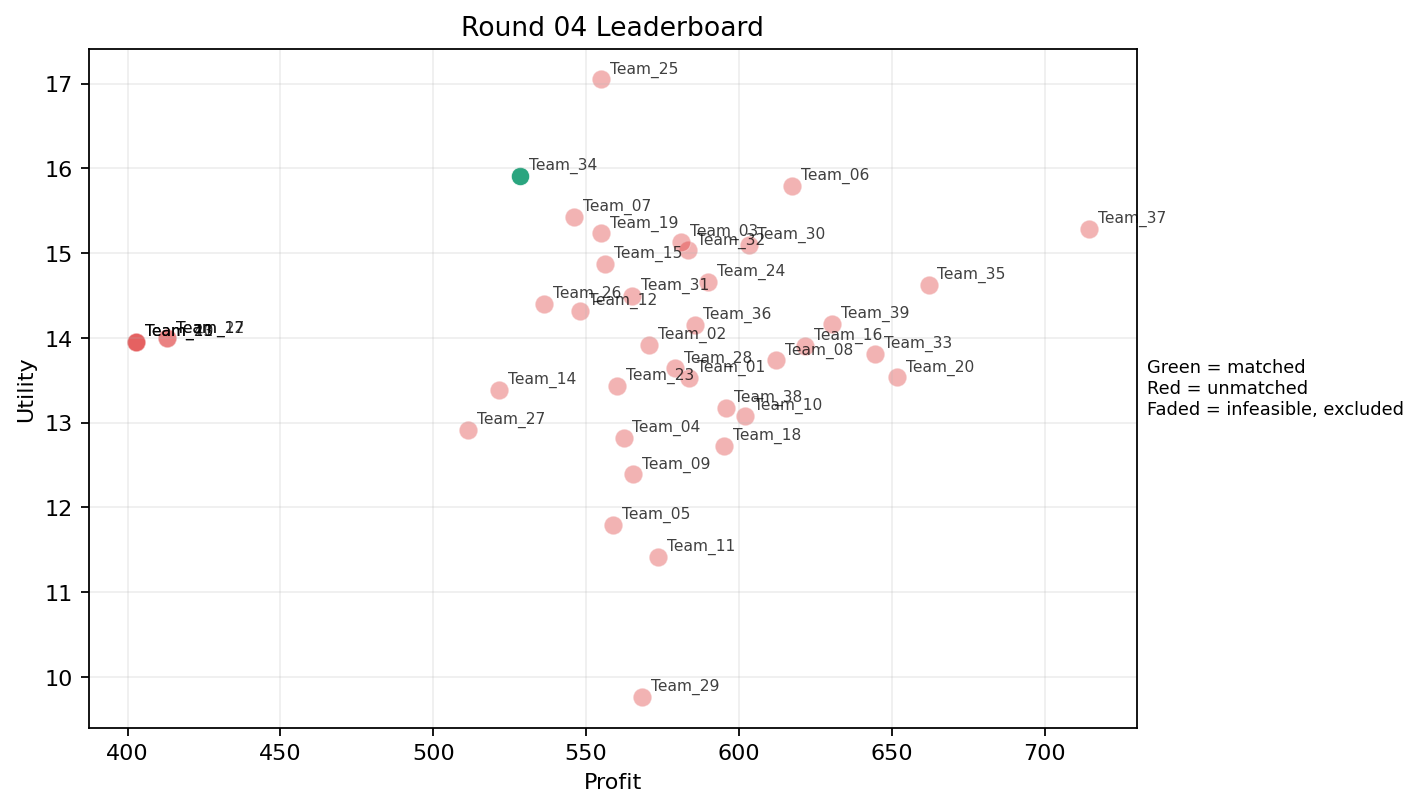 Round 04 Leaderboard
17
Team_25
16
Team_34
Team_06
Team_07
Team_37
Team_19
Team_03
Team_32
Team_30
15
Team_15
Team_24
Team_35
Team_31
Team_26
Team_12
Team_36
Team_39
14
Team_02
Team_16
Team_33
Team_08
Team_28
Team_01
Team_20
Team_23
Team_14
Team_38
Team_10
13
Team_27
Team_04
Team_18
Team_09
12
Team_05
Team_11
11
10
Team_29
Utility
400 450 500 550 600 650 700
Profit
Green = matched
Red = unmatched
Faded = infeasible, excluded